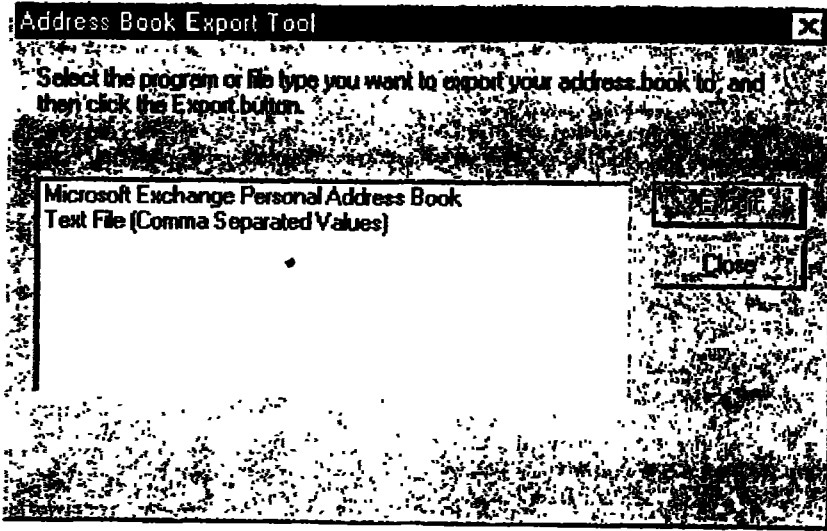 Address Book Export Tool
Select the program or file type you want to export your address book to, and
then click the Export button.
Microsoft Exchange Personal Address Book
Text File (Comma Separated Values)
Export
Close